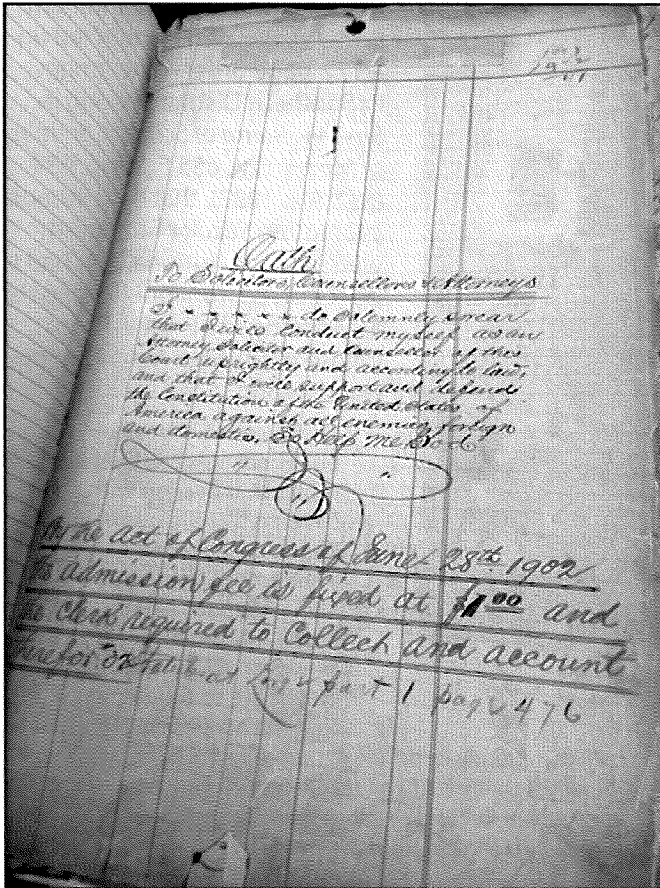 Oath
To Solicitors, Counsellors & Attorneys
I " " " " " do solemnly swear
that I will conduct myself as an
Attorney Solicitor and Counsellor of this
Court uprightly and according to law,
and that I will support and defend
the Constitution of the United States of
America against all enemies foreign
and domestic. So Help Me God
By the act of Congress of June 28th 1902
its admission fee is fixed at $1.00 and
the Clerk required to Collect and account
therefor 32 at Large part 1 page 476